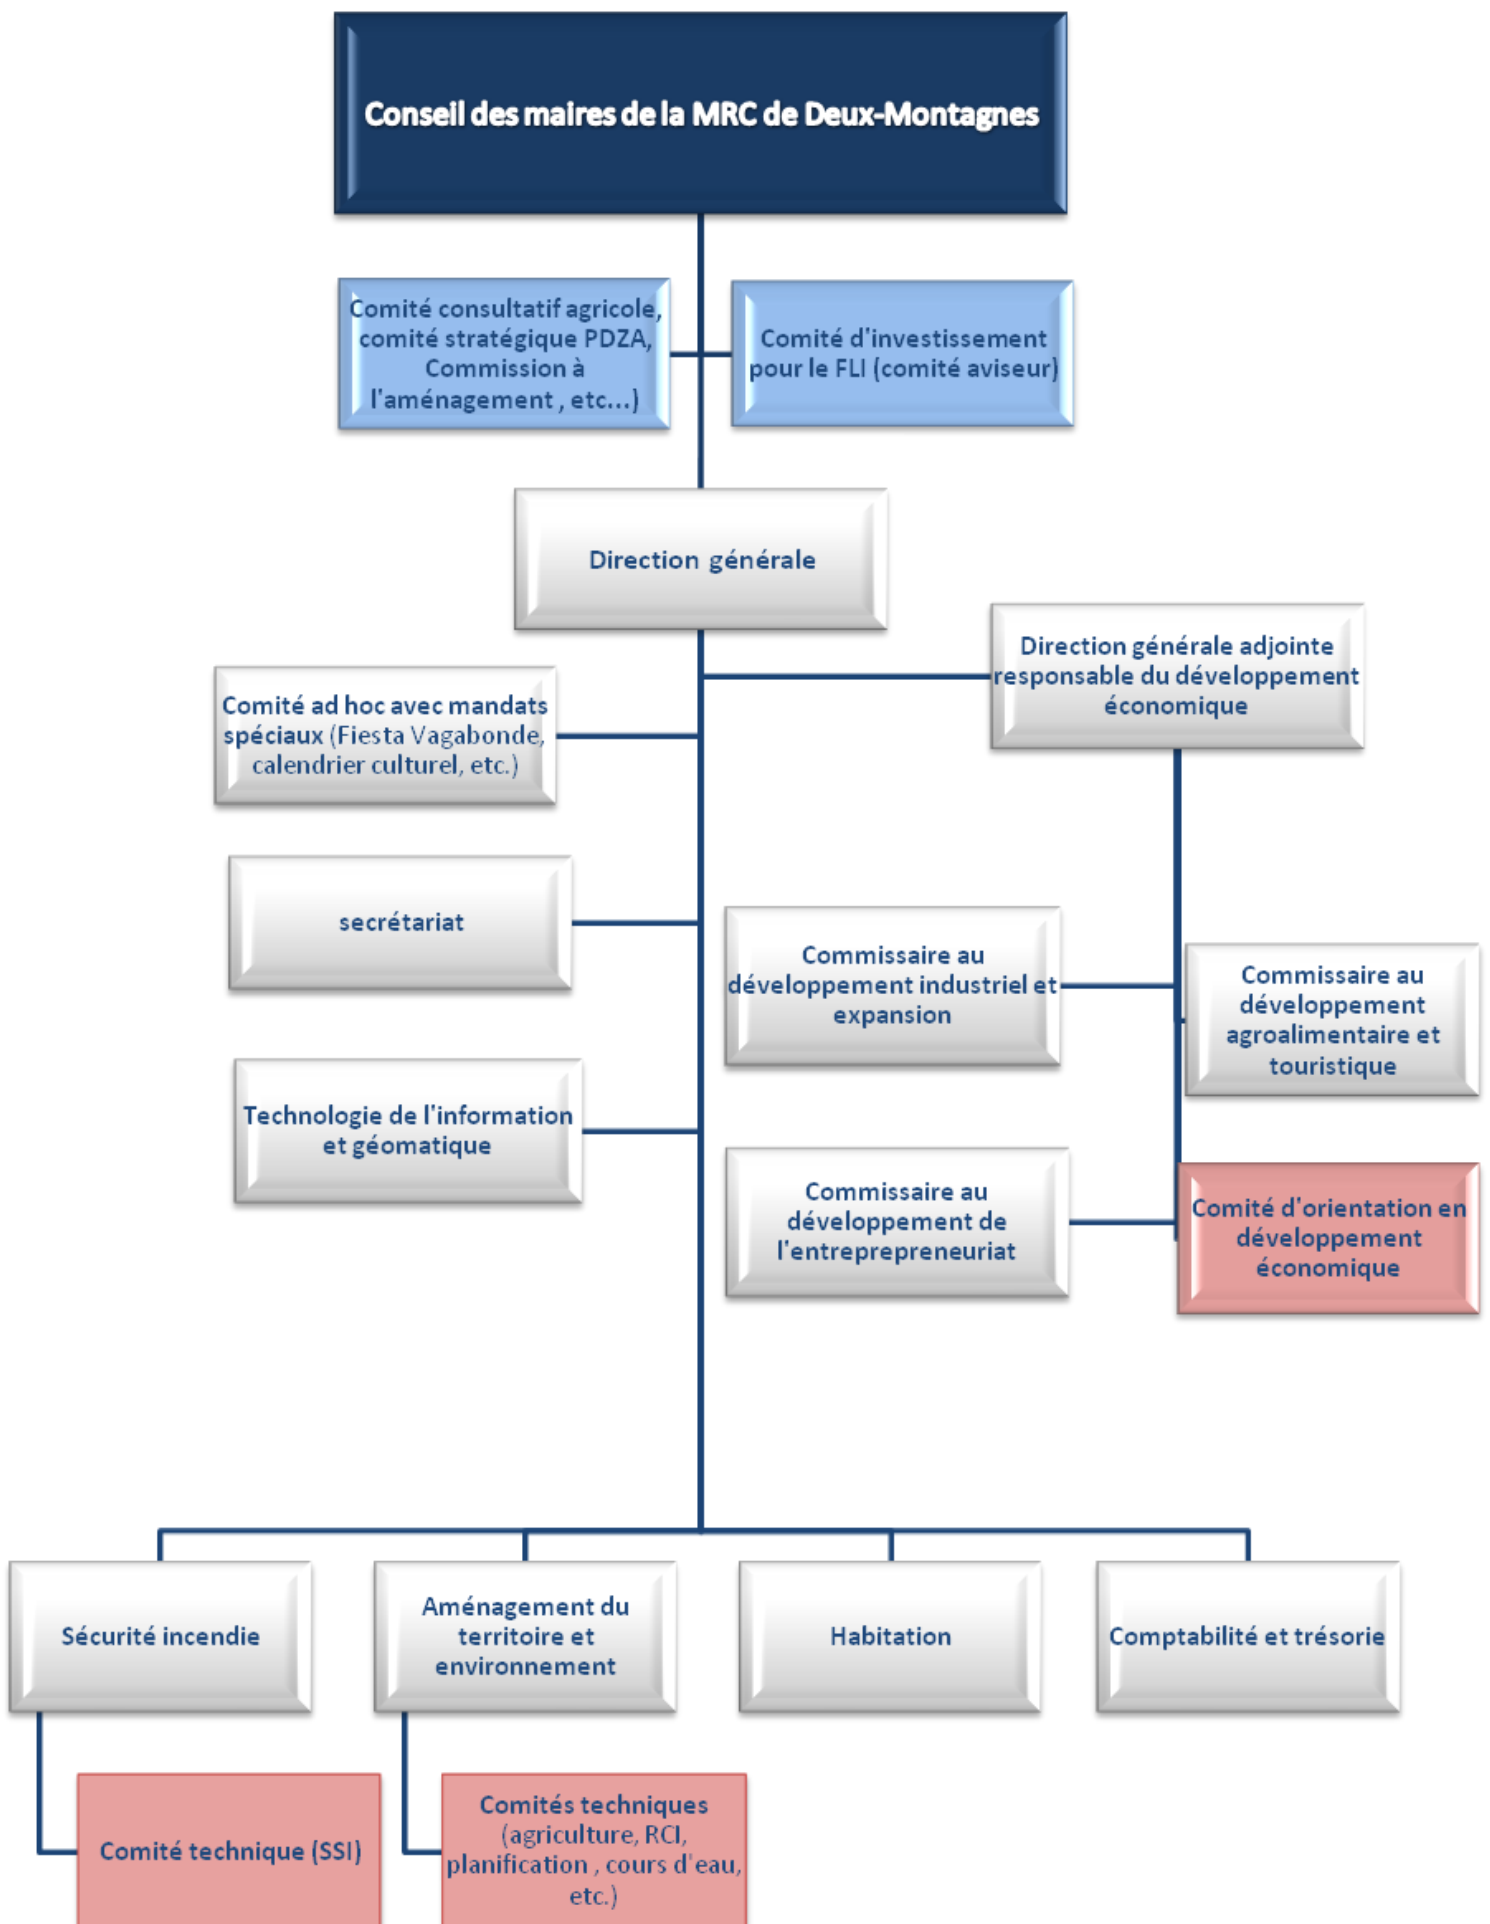 Conseil des maires de la MRC de Deux-Montagnes
Comité consultatif agricole,
comité stratégique PDZA,
Commission à
l'aménagement , etc...)
Comité d'investissement
pour le FLI (comité aviseur)
Direction générale
Direction générale adjointe
responsable du développement
économique
Comité ad hoc avec mandats
spéciaux (Fiesta Vagabonde,
calendrier culturel, etc.)
secrétariat
Commissaire au
développement industriel et
expansion
Commissaire au
développement
agroalimentaire et
touristique
Technologie de l'information
et géomatique
Commissaire au
développement de
l'entreprepreneuriat
Comité d'orientation en
développement
économique
Sécurité incendie
Aménagement du
territoire et
environnement
Habitation
Comptabilité et trésorie
Comité technique (SSI)
Comités techniques
(agriculture, RCI,
planification , cours d'eau,
etc.)